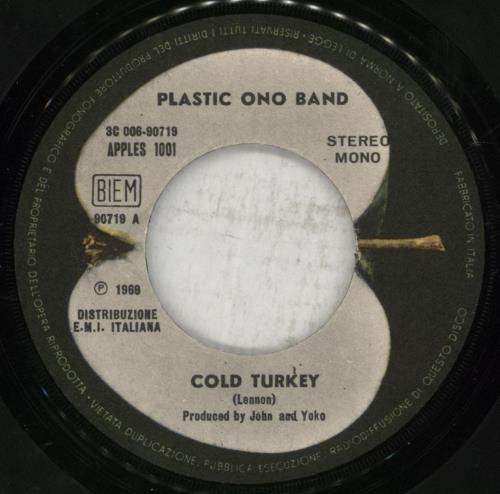 PLASTIC ONO BAND
3C 006-90719
APPLES 1001
STEREO
MONO
BIEM
90719 A
Ⓟ 1969
DISTRIBUZIONE
E.M.I. ITALIANA
COLD TURKEY
(Lennon)
Produced by John and Yoko
FABBRICATO IN ITALIA
DEPOSITATO A NORMA DI LEGGE · RISERVATI TUTTI I DIRITTI DEL PRODUTTORE FONOGRAFICO E DEL PROPRIETARIO DELL'OPERA RIPRODOTTA · VIETATA DUPLICAZIONE, PUBBLICA ESECUZIONE, RADIODIFFUSIONE DI QUESTO DISCO